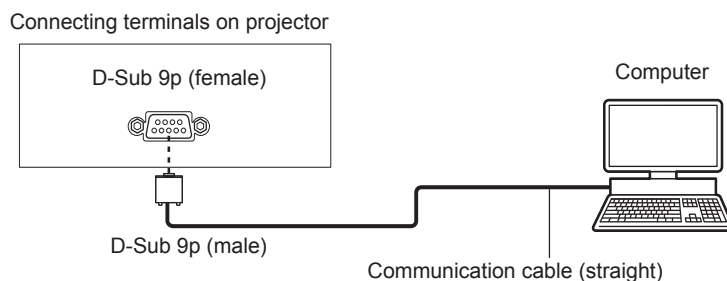 Connecting terminals on projector
D-Sub 9p (female)
Computer
D-Sub 9p (male)
Communication cable (straight)